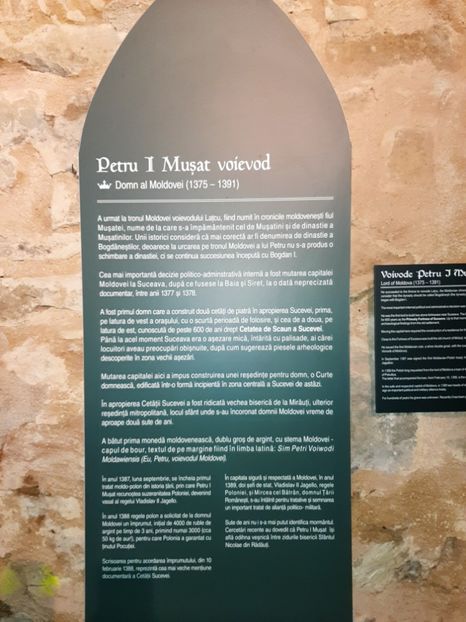 Petru I Mușat voievod
Domn al Moldovei (1375 – 1391)
A urmat la tronul Moldovei voievodului Lațcu, fiind numit în cronicile moldovenești fiul
Mușatei, nume de la care s-a împământenit cel de Mușatini și de dinastie a
Mușatinilor. Unii istorici consideră că mai corectă ar fi denumirea de dinastie a
Bogdăneștilor, deoarece la urcarea pe tronul Moldovei a lui Petru nu s-a produs o
schimbare a dinastiei, ci se continua succesiunea începută cu Bogdan I.
Cea mai importantă decizie politico-adminstrativă internă a fost mutarea capitalei
Moldovei la Suceava, după ce fusese la Baia și Siret, la o dată neprecizată
documentar, între anii 1377 și 1378.
A fost primul domn care a construit două cetăți de piatră în apropierea Sucevei, prima,
pe latura de vest a orașului, cu o scurtă perioadă de folosire, și cea de a doua, pe
latura de est, cunoscută de peste 600 de ani drept Cetatea de Scaun a Sucevei.
Până la acel moment Suceava era o așezare mică, întărită cu palisade, ai cărei
locuitori aveau preocupări obișnuite, după cum sugerează piesele arheologice
descoperite în zona vechii așezări.
Mutarea capitalei aici a impus construirea unei reședințe pentru domn, o Curte
domnească, edificată într-o formă incipientă în zona centrală a Sucevei de astăzi.
În apropierea Cetății Sucevei a fost ridicată vechea biserică de la Mirăuți, ulterior
reședință mitropolitană, locul sfânt unde s-au încoronat domnii Moldovei vreme de
aproape două sute de ani.
A bătut prima monedă moldovenească, dublu groș de argint, cu stema Moldovei -
capul de bour, textul de pe margine fiind în limba latină: Sim Petri Voiwodi
Moldawiensis (Eu, Petru, voievodul Moldovei).
În anul 1387, luna septembrie, se încheia primul
tratat moldo-polon din istoria țării, prin care Petru I
Mușat recunoștea suzeranitatea Poloniei, devenind
vasal al regelui Vladislav II Jagello.
În anul 1388 regele polon a solicitat de la domnul
Moldovei un împrumut, inițial de 4000 de ruble de
argint pe timp de 3 ani, primind numai 3000 (cca
50 kg de aur), pentru care Polonia a garantat cu
ținutul Pocuției.
Scrisoarea pentru acordarea împrumutului, din 10
februarie 1388, reprezintă cea mai veche mențiune
documentară a Cetății Sucevei.
În capitala sigură și respectată a Moldovei, în anul
1389, doi șefi de stat, Vladislav II Jagello, regele
Poloniei, și Mircea cel Bătrân, domnul Țării
Românești, s-au întâlnit pentru tratative și semnarea
unui important tratat de alianță politico- militară.
Sute de ani nu i s-a mai putut identifica mormântul.
Cercetări recente au dovedit că Petru I Mușat își
află odihna veșnică între zidurile bisericii Sfântul
Nicolae din Rădăuți.
Voivode Petru I
Lord of Moldova (1375 - 1391)